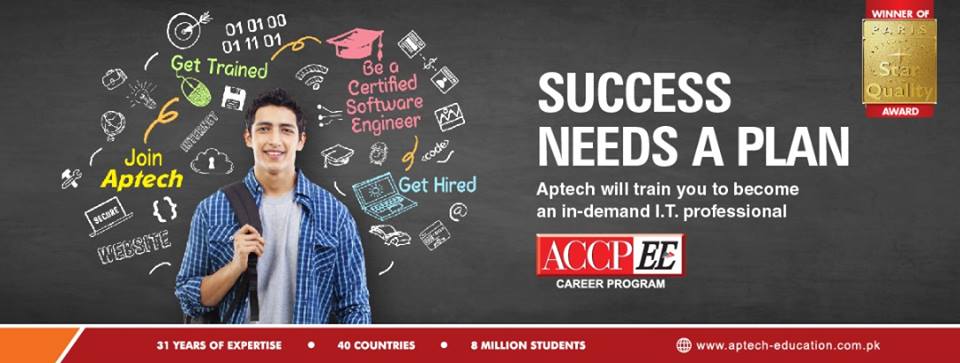 01 01 00
01 11 01
Get Trained
Be a
Certified
Software
Engineer
INTERNET
Join
Aptech
code
Get Hired
SECURE
{ }
WEBSITE
@
SUCCESS
NEEDS A PLAN
Aptech will train you to become
an in-demand I.T. professional
ACCP EE
CAREER PROGRAM
WINNER OF
PARIS
Star
Quality
AWARD
31 YEARS OF EXPERTISE • 40 COUNTRIES • 8 MILLION STUDENTS
www.aptech-education.com.pk